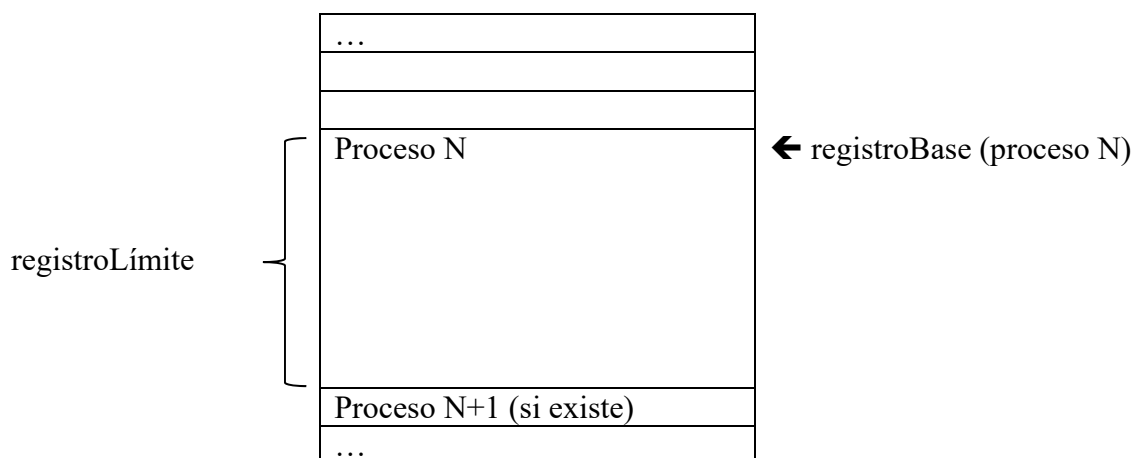 …
Proceso N
🡸 registroBase (proceso N)
registroLímite
Proceso N+1 (si existe)
…